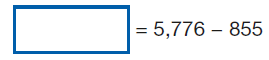 = 5,776 – 855